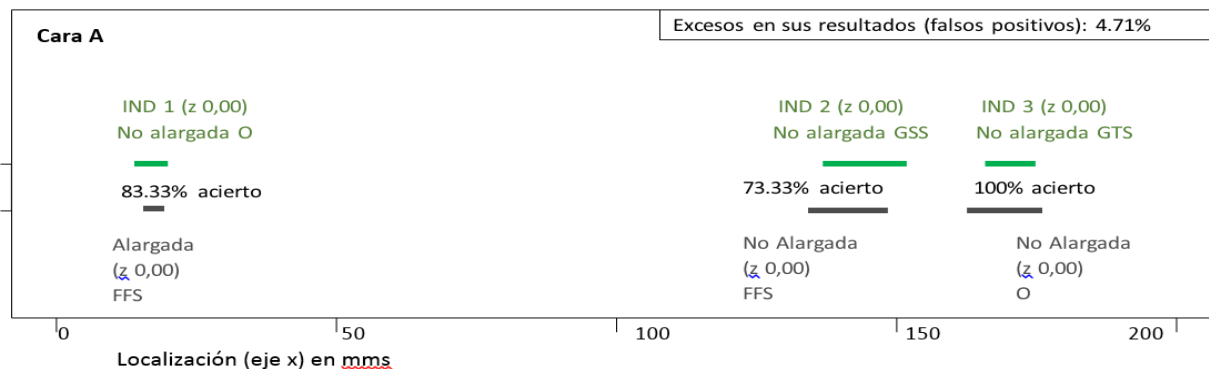 Cara A
Excesos en sus resultados (falsos positivos): 4.71%
IND 1 (z 0,00)
No alargada O
IND 2 (z 0,00)
No alargada GSS
IND 3 (z 0,00)
No alargada GTS
83.33% acierto
73.33% acierto
100% acierto
Alargada
(z 0,00)
FFS
No Alargada
(z 0,00)
FFS
No Alargada
(z 0,00)
O
0 50 100 150 200
Localización (eje x) en mms